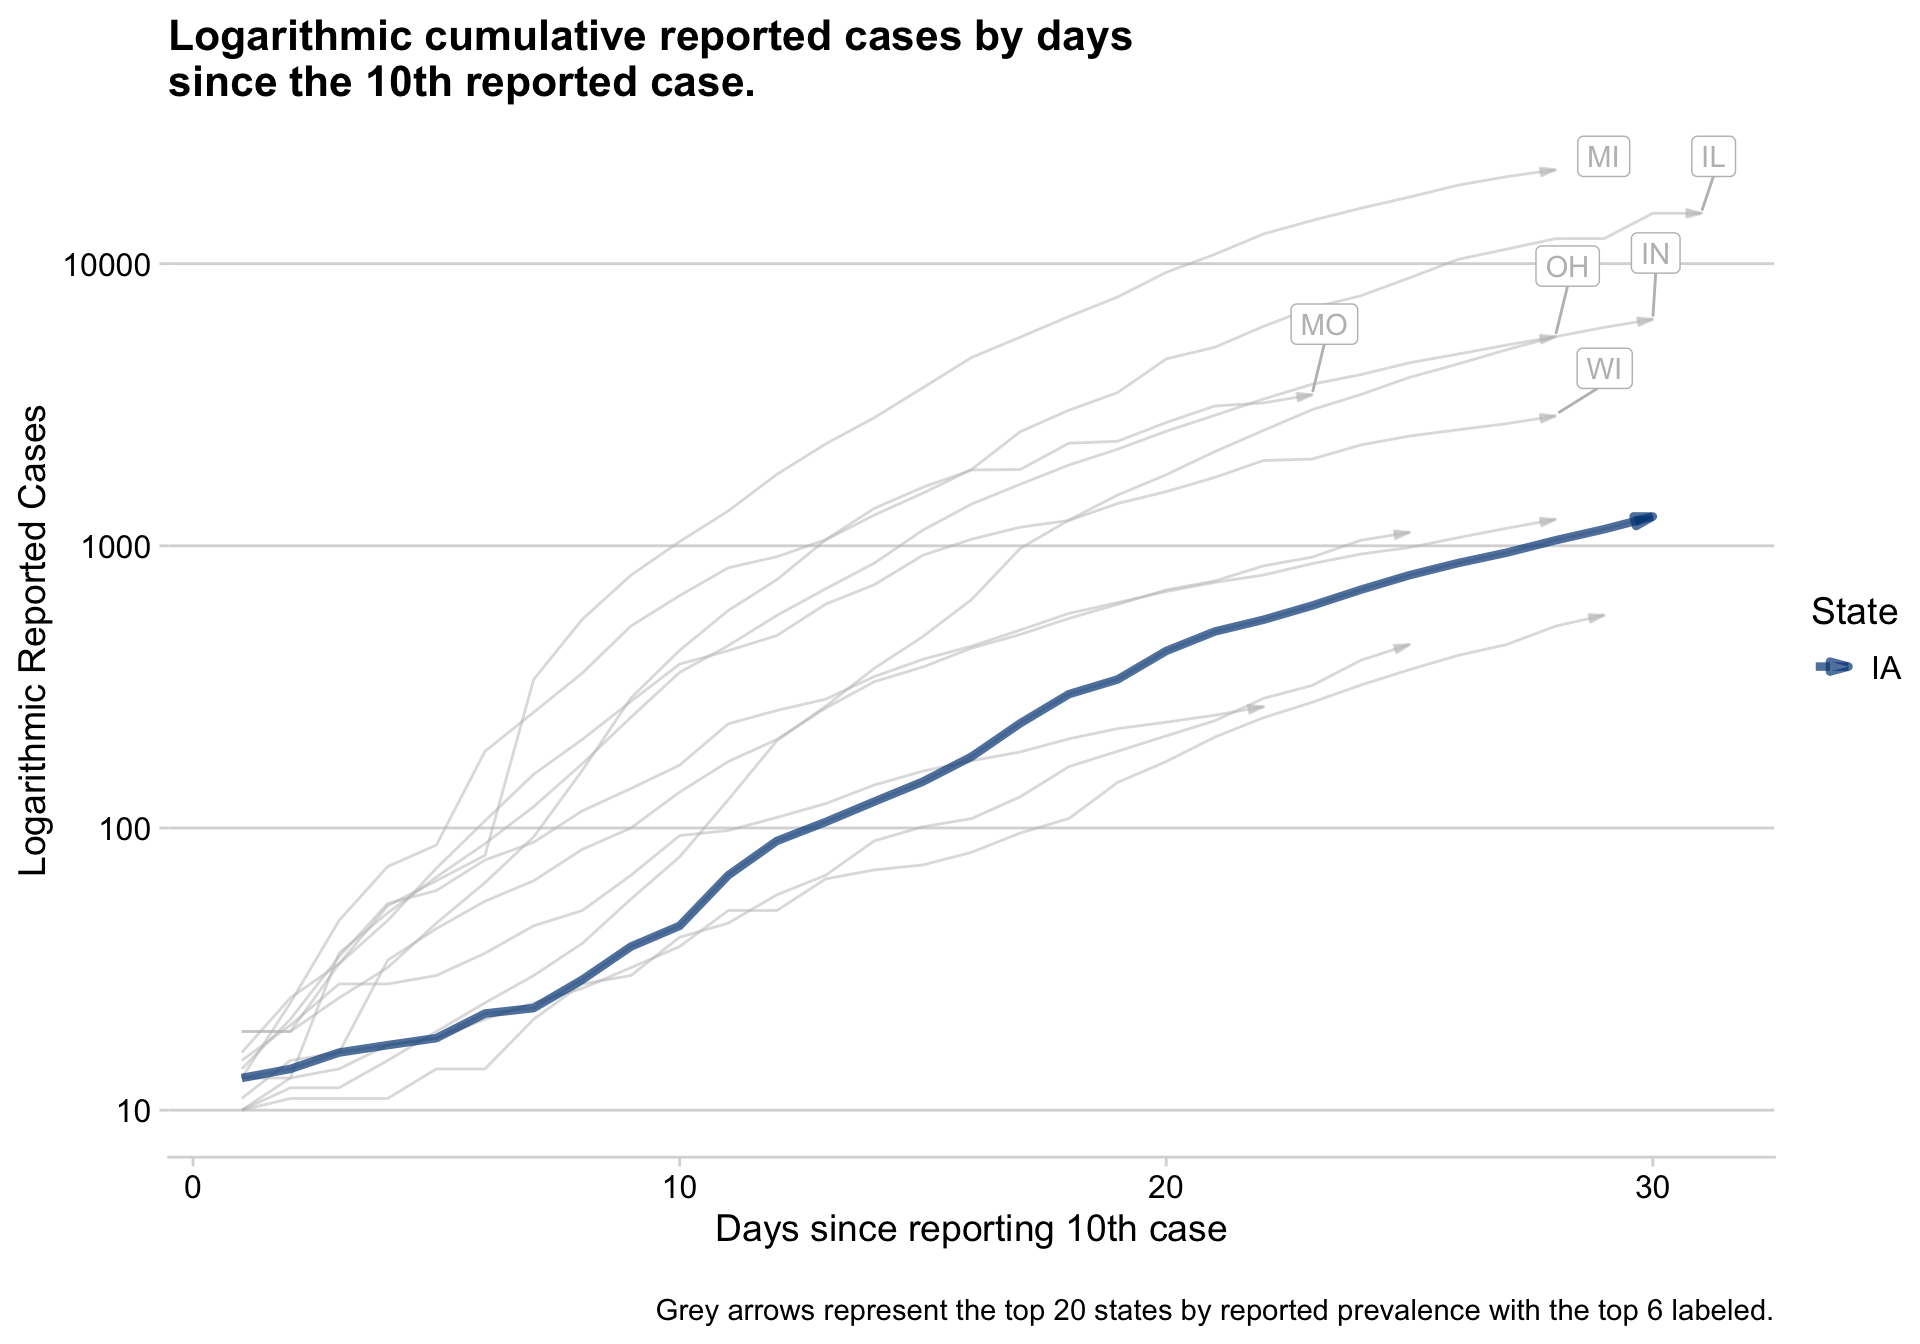 Logarithmic cumulative reported cases by days
since the 10th reported case.
MI
IL
IN
OH
MO
WI
10000
1000
100
10
Logarithmic Reported Cases
State
IA
0
10
20
30
Days since reporting 10th case
Grey arrows represent the top 20 states by reported prevalence with the top 6 labeled.